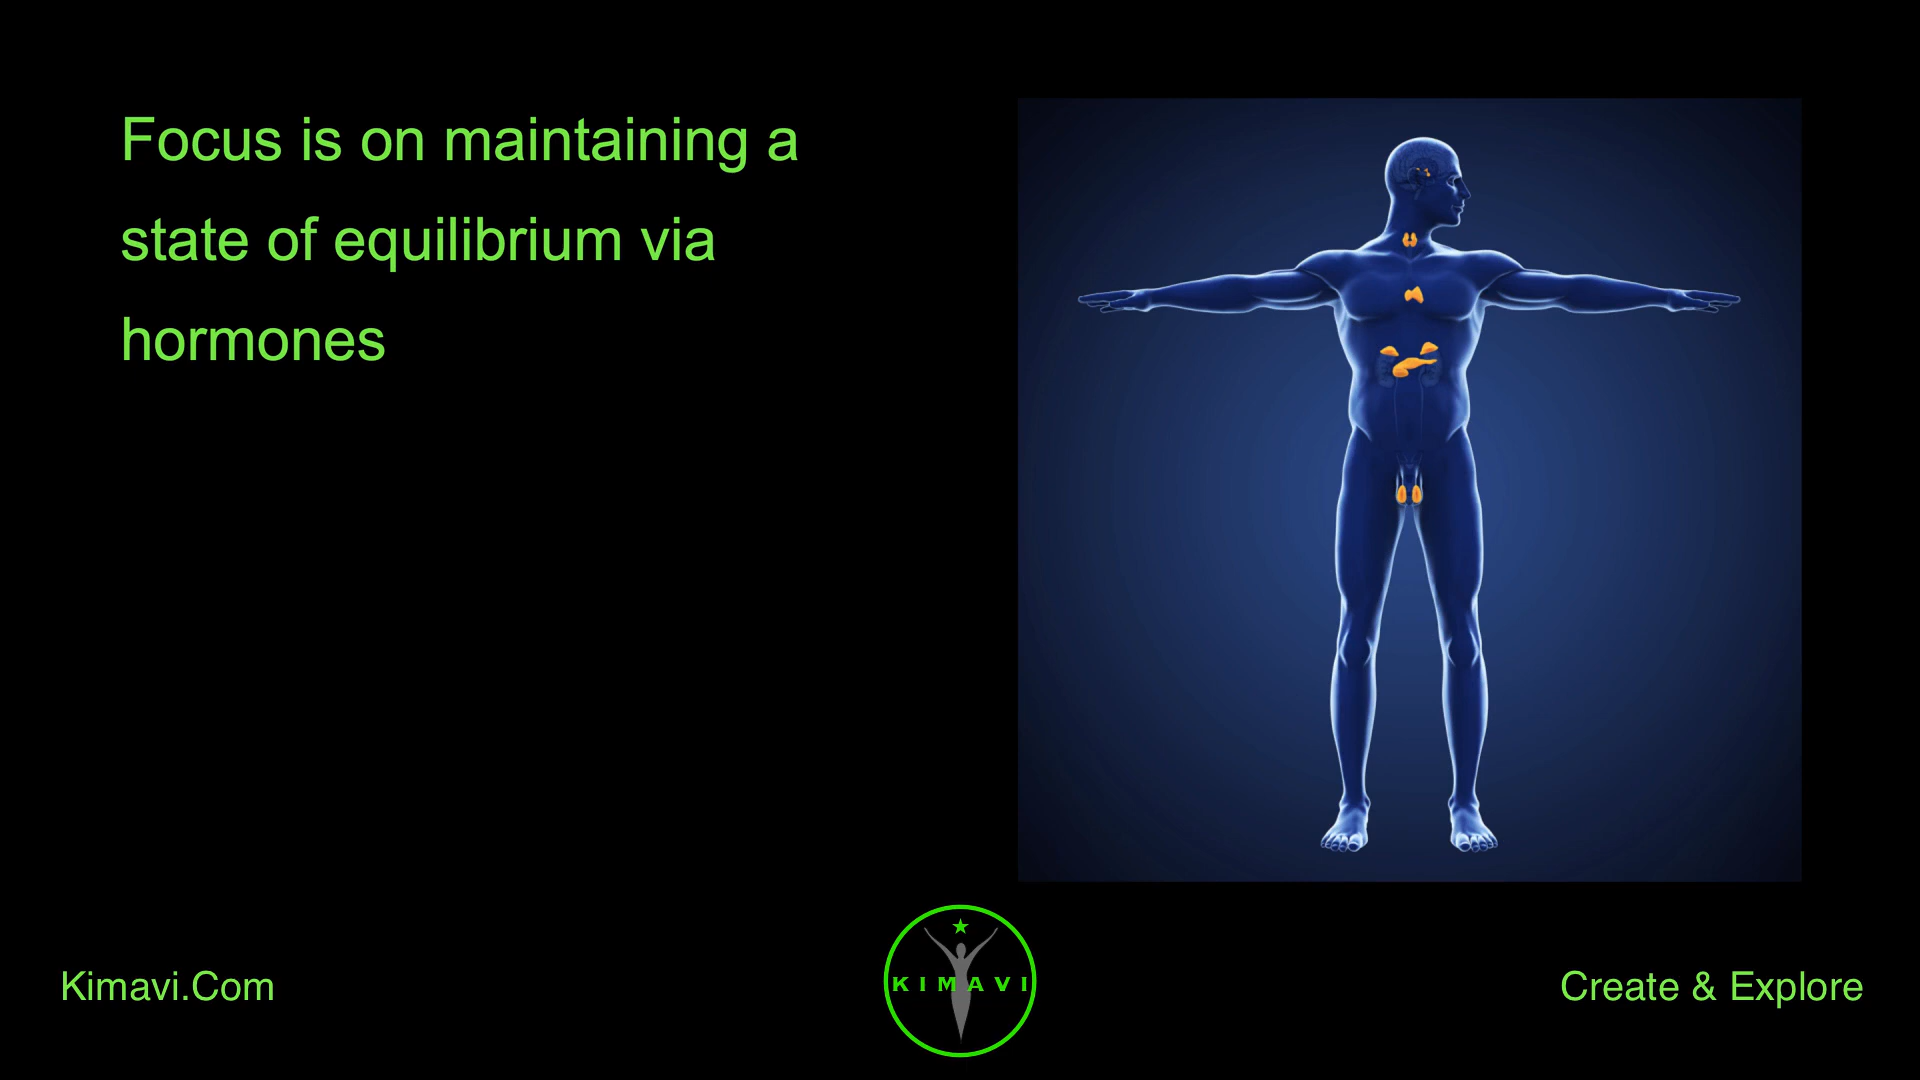 Focus is on maintaining a
state of equilibrium via
hormones
KIMAVI
Kimavi.Com
Create & Explore